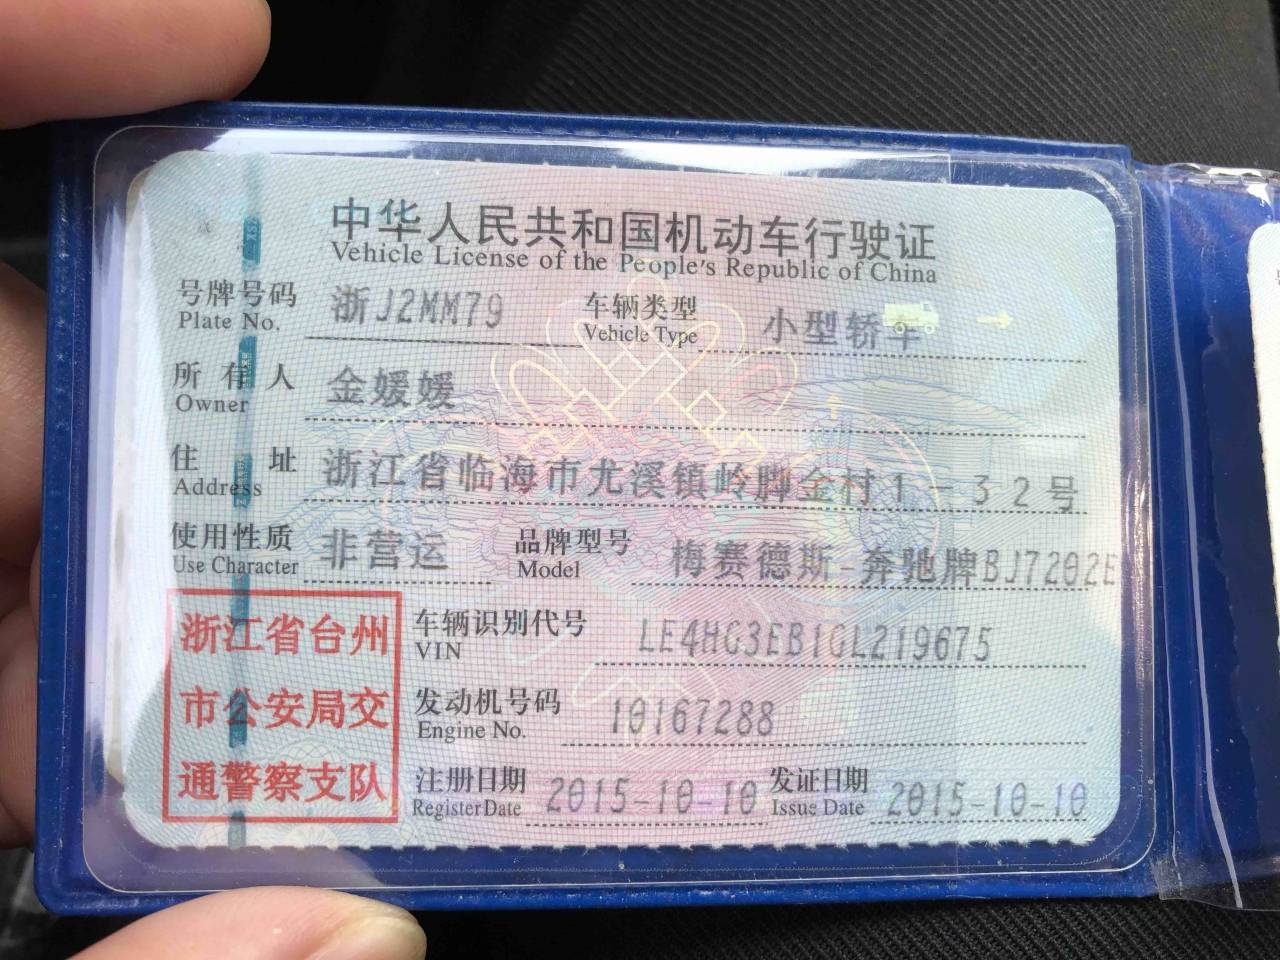 中华人民共和国机动车行驶证
Vehicle License of the People's Republic of China
号牌号码 浙J2MM79 车辆类型 小型轿车
Plate No. Vehicle Type
所有人 金媛媛
Owner
住址 浙江省临海市尤溪镇岭脚金村1-32号
Address
使用性质 非营运 品牌型号 梅赛德斯-奔驰牌BJ7202E
Use Character Model
浙江省台州
市公安局交
通警察支队
车辆识别代号 LE4HG3EB1GL219675
VIN
发动机号码 10167288
Engine No.
注册日期 2015-10-10 发证日期 2015-10-10
Register Date Issue Date